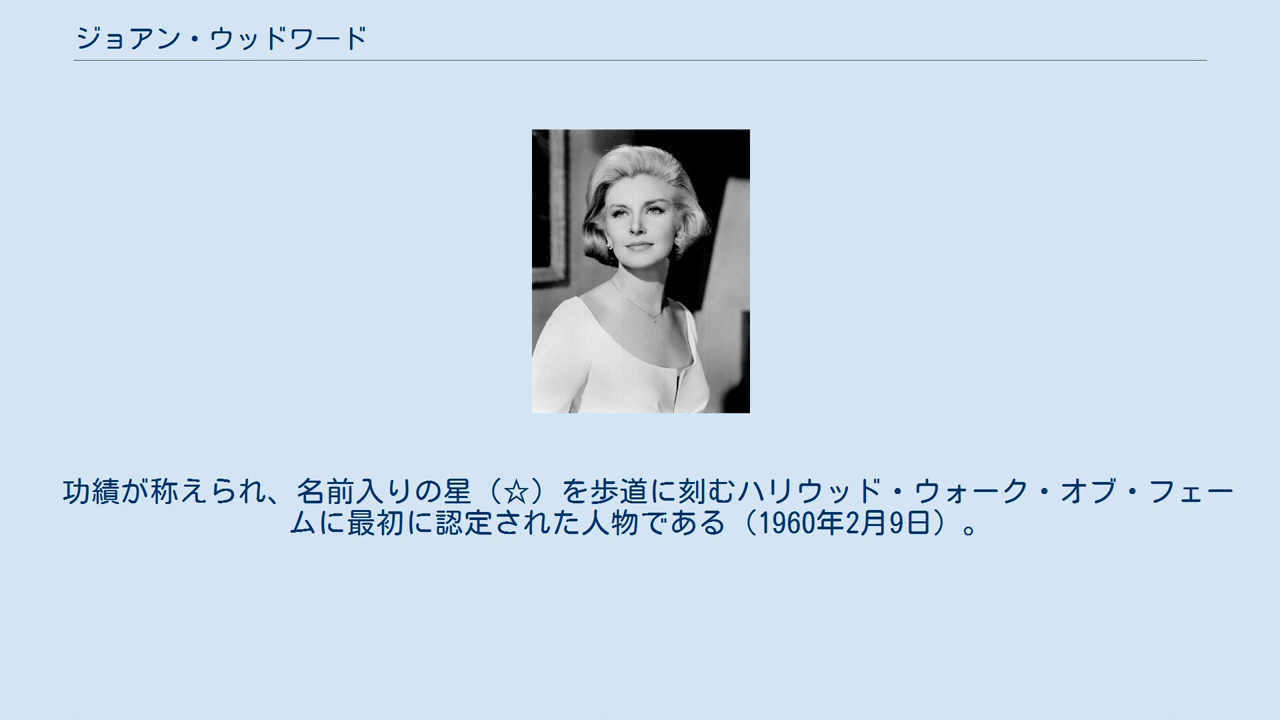 ジョアン・ウッドワード
功績が称えられ、名前入りの星（☆）を歩道に刻むハリウッド・ウォーク・オブ・フェー
ムに最初に認定された人物である（1960年2月9日）。